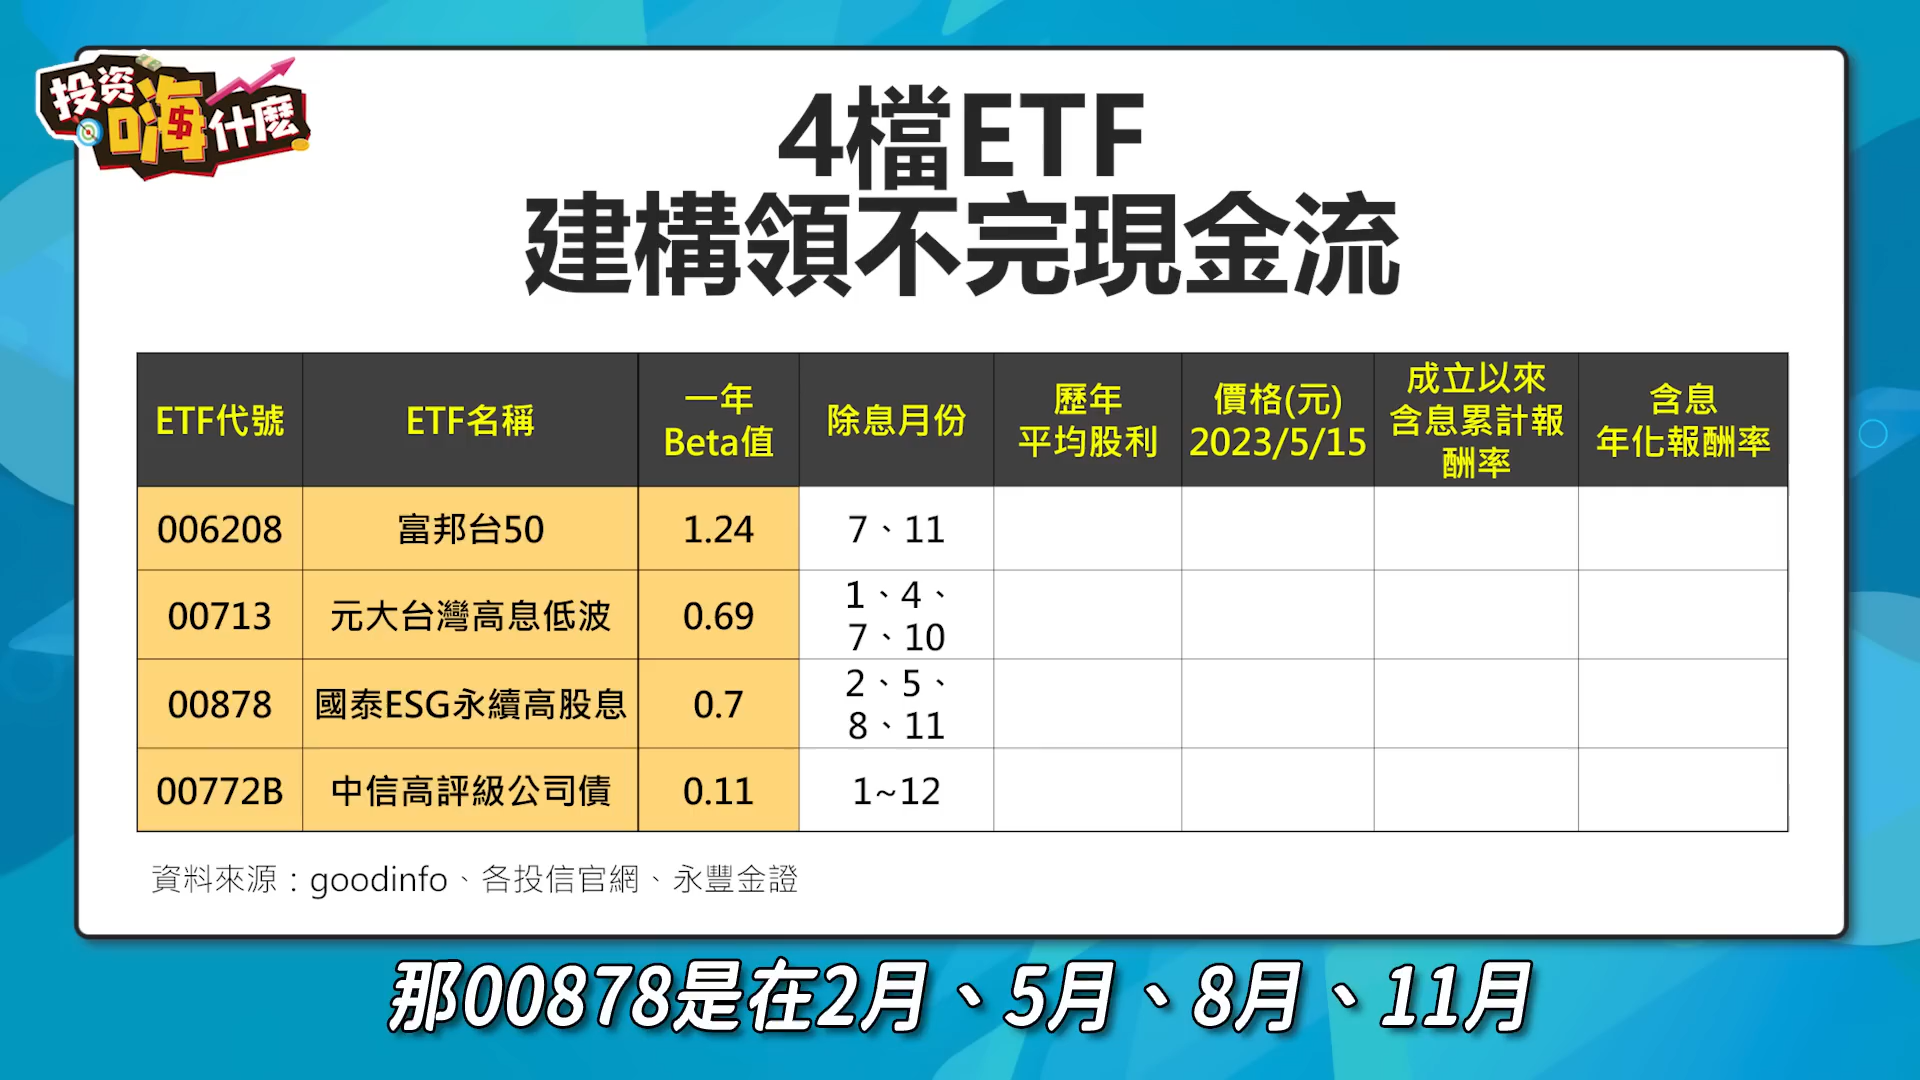 投资
嗨
什麼
4檔ETF
建構領不完現金流
ETF代號
ETF名稱
一年
Beta值
除息月份
歷年
平均股利
價格(元)
2023/5/15
成立以來
含息累計報
酬率
含息
年化報酬率
006208
富邦台50
1.24
7、11
00713
元大台灣高息低波
0.69
1、4、
7、10
00878
國泰ESG永續高股息
0.7
2、5、
8、11
00772B
中信高評級公司債
0.11
1~12
資料來源：goodinfo、各投信官網、永豐金證
那00878是在2月、5月、8月、11月